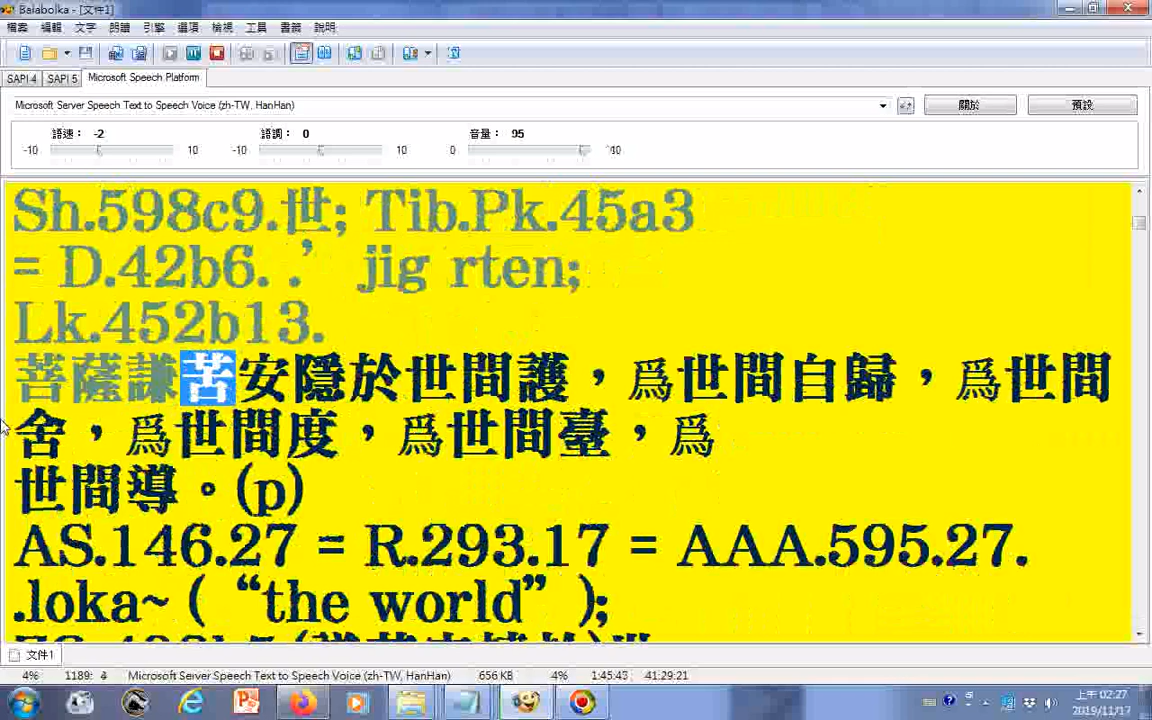 Balabolka - [文件1]
檔案 編輯 文字 朗讀 引擎 選項 檢視 工具 書籤 說明
SAPI 4 SAPI 5 Microsoft Speech Platform
Microsoft Server Speech Text to Speech Voice (zh-TW, HanHan) 關於 預設
語速： -2 語調： 0 音量： 95
-10 10 -10 10 0
Sh.598c9.世; Tib.Pk.45a3
= D.42b6. .’ jig rten;
Lk.452b13.
菩薩謙苦安隱於世間護，爲世間自歸，爲世間
舍，爲世間度，爲世間臺，爲
世間導。(p)
AS.146.27 = R.293.17 = AAA.595.27.
.loka~ (“the world”);
文件1
4% 1189: 4 Microsoft Server Speech Text to Speech Voice (zh-TW, HanHan) 656 KB 4% 1:45:43 41:29:21
上午 02:27
2019/11/17